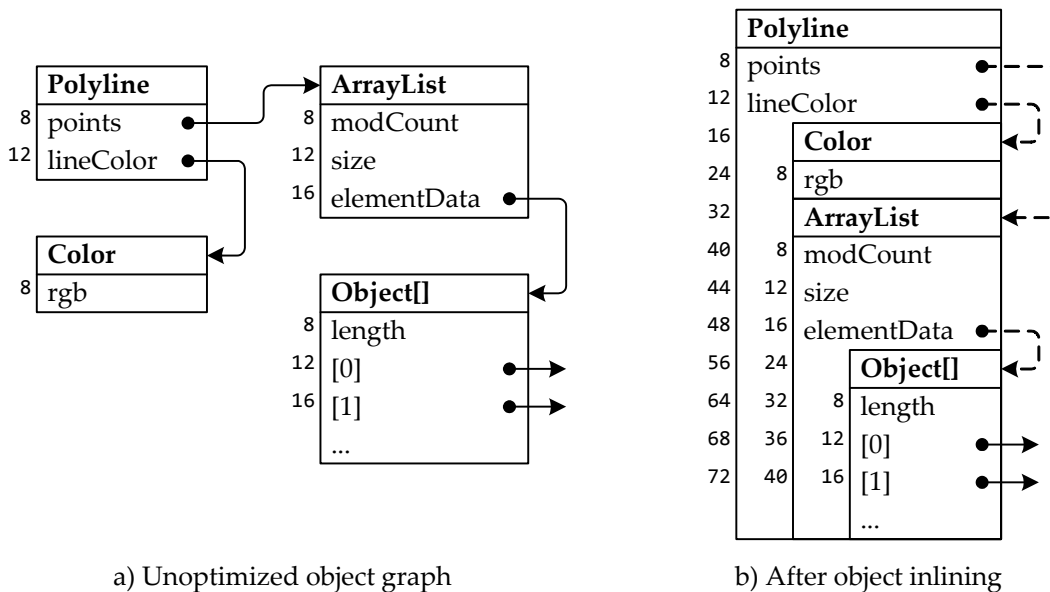 Polyline
8 points
12 lineColor
Color
8 rgb
ArrayList
8 modCount
12 size
16 elementData
Object[]
8 length
12 [0]
16 [1]
...
a) Unoptimized object graph
Polyline
8 points
12 lineColor
16 Color
24 8 rgb
32 ArrayList
40 8 modCount
44 12 size
48 16 elementData
56 24 Object[]
64 32 8 length
68 36 12 [0]
72 40 16 [1]
...
b) After object inlining